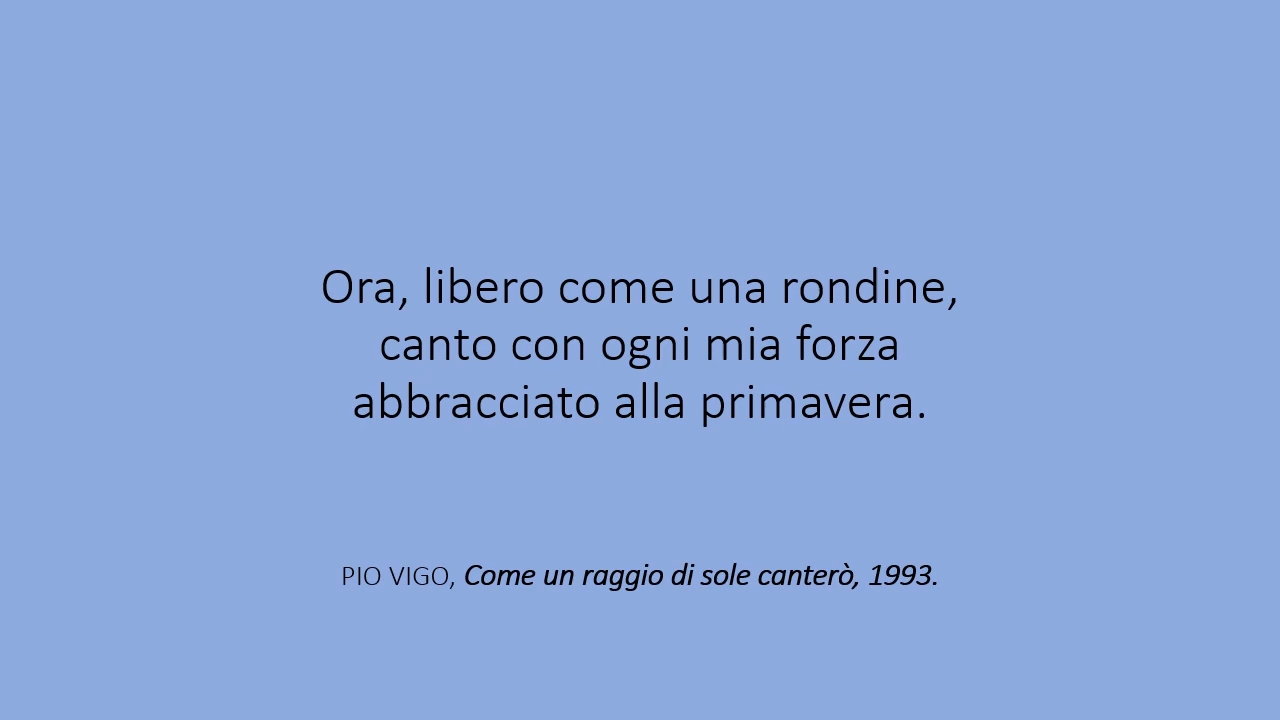 Ora, libero come una rondine,
canto con ogni mia forza
abbracciato alla primavera.
PIO VIGO, Come un raggio di sole canterò, 1993.